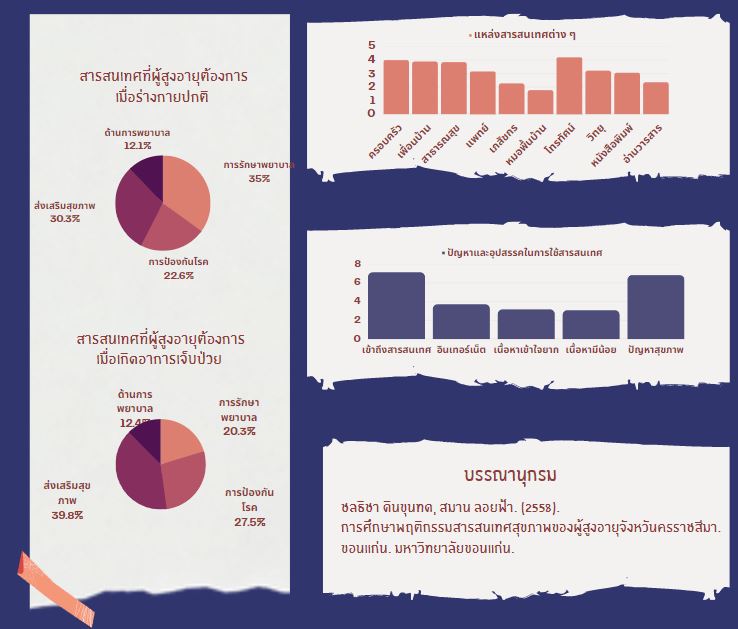 สารสนเทศที่ผู้สูงอายุต้องการ
เมื่อร่างกายปกติ
ด้านการพยาบาล
12.1%
การรักษาพยาบาล
35%
ส่งเสริมสุขภาพ
30.3%
การป้องกันโรค
22.6%
สารสนเทศที่ผู้สูงอายุต้องการ
เมื่อเกิดอาการเจ็บป่วย
ด้านการ
พยาบาล
12.4%
การรักษา
พยาบาล
20.3%
ส่งเสริมสุข
ภาพ
39.8%
การป้องกัน
โรค
27.5%
แหล่งสารสนเทศต่าง ๆ
5
4
3
2
1
0
ครอบครัว
เพื่อนบ้าน
สาธารณสุข
แพทย์
เภสัชกร
หมอพื้นบ้าน
โทรทัศน์
วิทยุ
หนังสือพิมพ์
อ่านวารสาร
ปัญหาและอุปสรรคในการใช้สารสนเทศ
8
6
4
2
0
เข้าถึงสารสนเทศ
อินเทอร์เน็ต
เนื้อหาเข้าใจยาก
เนื้อหามีน้อย
ปัญหาสุขภาพ
บรรณานุกรม
ชลธิชา ดินขุนทด, สมาน ลอยฟ้า. (2558).
การศึกษาพฤติกรรมสารสนเทศสุขภาพของผู้สูงอายุจังหวันครราชสีมา.
ขอนแก่น. มหาวิทยาลัยขอนแก่น.